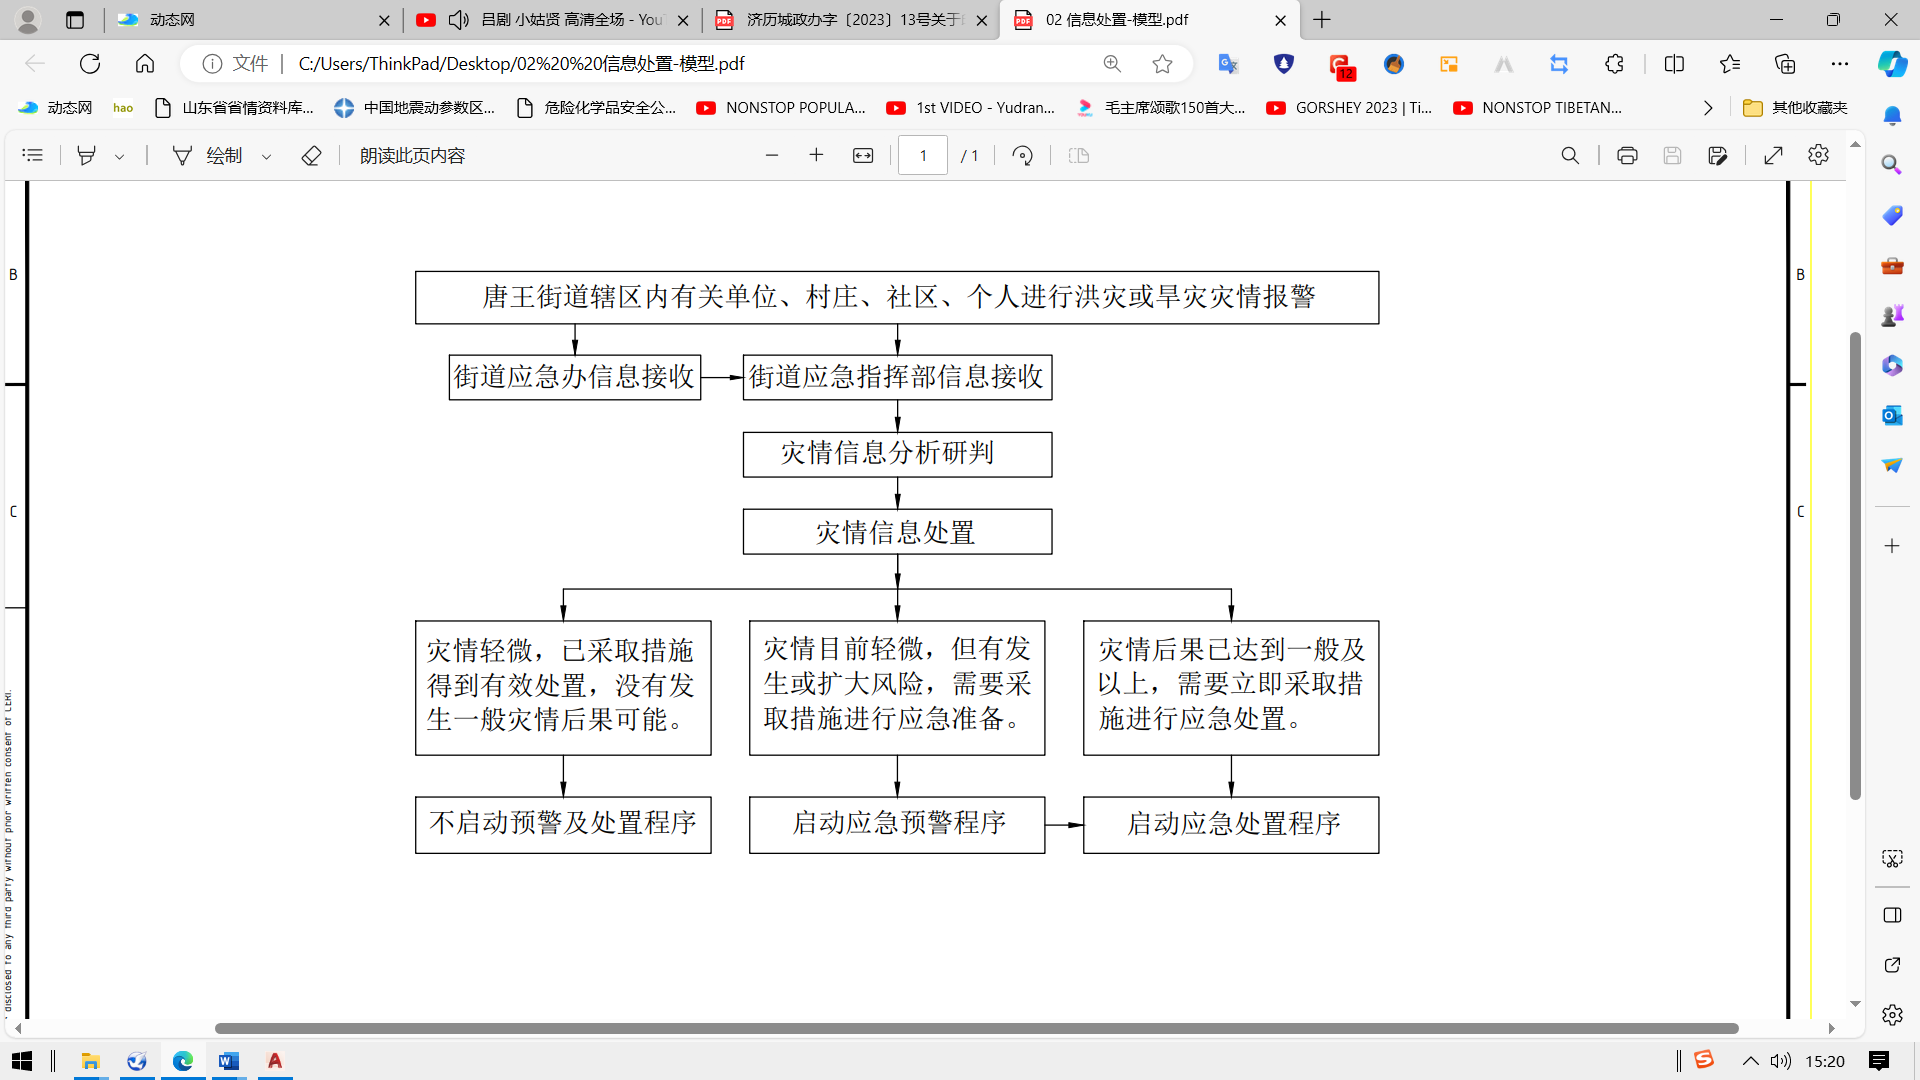 动态网
吕剧 小姑贤 高清全场 - You
济历城政办字〔2023〕13号关于
02 信息处置-模型.pdf
文件
C:/Users/ThinkPad/Desktop/02%20%20信息处置-模型.pdf
12
动态网
hao
山东省省情资料库...
中国地震动参数区...
危险化学品安全公...
NONSTOP POPULA...
1st VIDEO - Yudran...
毛主席颂歌150首大...
GORSHEY 2023 | Ti...
NONSTOP TIBETAN...
其他收藏夹
绘制
朗读此页内容
1
/ 1
B
B
唐王街道辖区内有关单位、村庄、社区、个人进行洪灾或旱灾灾情报警
街道应急办信息接收
街道应急指挥部信息接收
灾情信息分析研判
C
C
灾情信息处置
灾情轻微，已采取措施
得到有效处置，没有发
生一般灾情后果可能。
灾情目前轻微，但有发
生或扩大风险，需要采
取措施进行应急准备。
灾情后果已达到一般及
以上，需要立即采取措
施进行应急处置。
不启动预警及处置程序
启动应急预警程序
启动应急处置程序
disclosed to any third party without prior written consent of CERI.
15:20